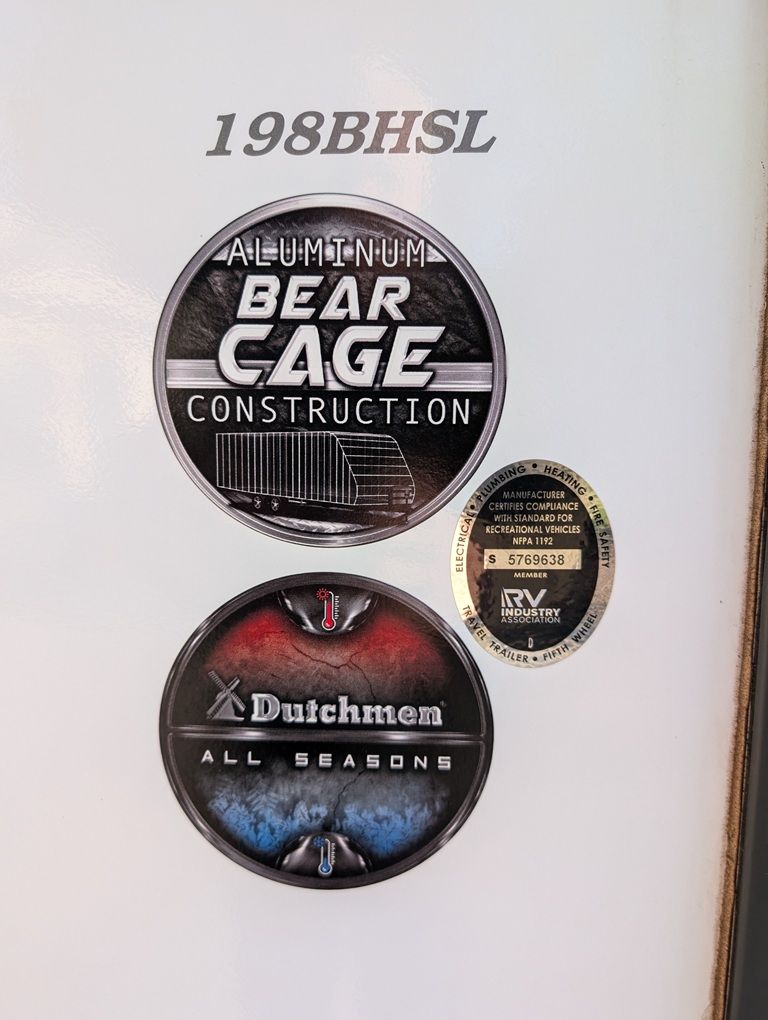 198BHSL
ALUMINUM
BEAR
CAGE
CONSTRUCTION
ELECTRICAL • PLUMBING • HEATING • FIRE SAFETY
MANUFACTURER
CERTIFIES COMPLIANCE
WITH STANDARD FOR
RECREATIONAL VEHICLES
NFPA 1192
S 5769638
MEMBER
RV
INDUSTRY
ASSOCIATION
D
TRAVEL TRAILER • FIFTH WHEEL
Dutchmen
ALL SEASONS